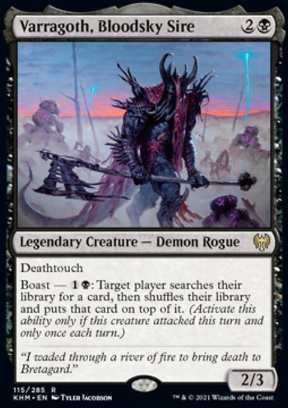 Varragoth, Bloodsky Sire 2
Legendary Creature — Demon Rogue
Deathtouch
Boast — 1: Target player searches their
library for a card, then shuffles their library
and puts that card on top of it. (Activate this
ability only if this creature attacked this turn and
only once each turn.)
"I waded through a river of fire to bring death to
Bretagard."
2/3
115/285 R
KHM • EN Tyler Jacobson
™ & © 2021 Wizards of the Coast